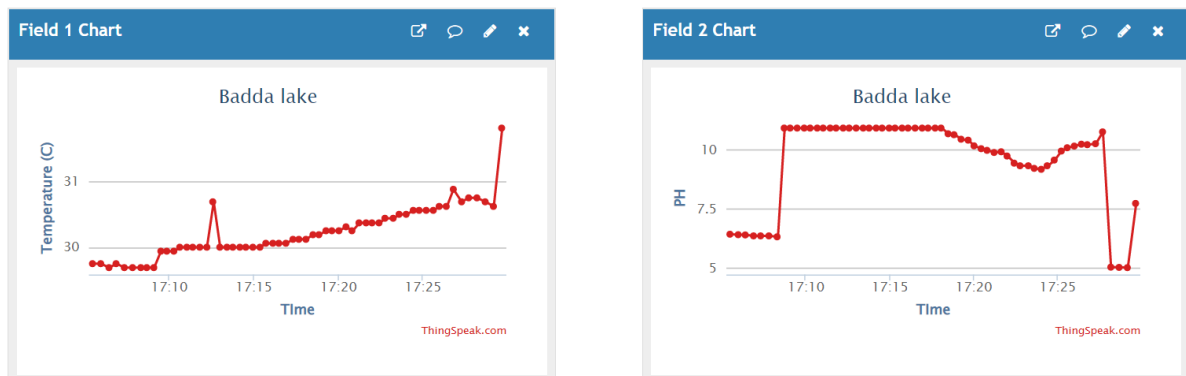 Field 1 Chart
Badda lake
Temperature (C)
31
30
17:10 17:15 17:20 17:25
TIme
ThingSpeak.com
Field 2 Chart
Badda lake
PH
10
7.5
5
17:10 17:15 17:20 17:25
TIme
ThingSpeak.com